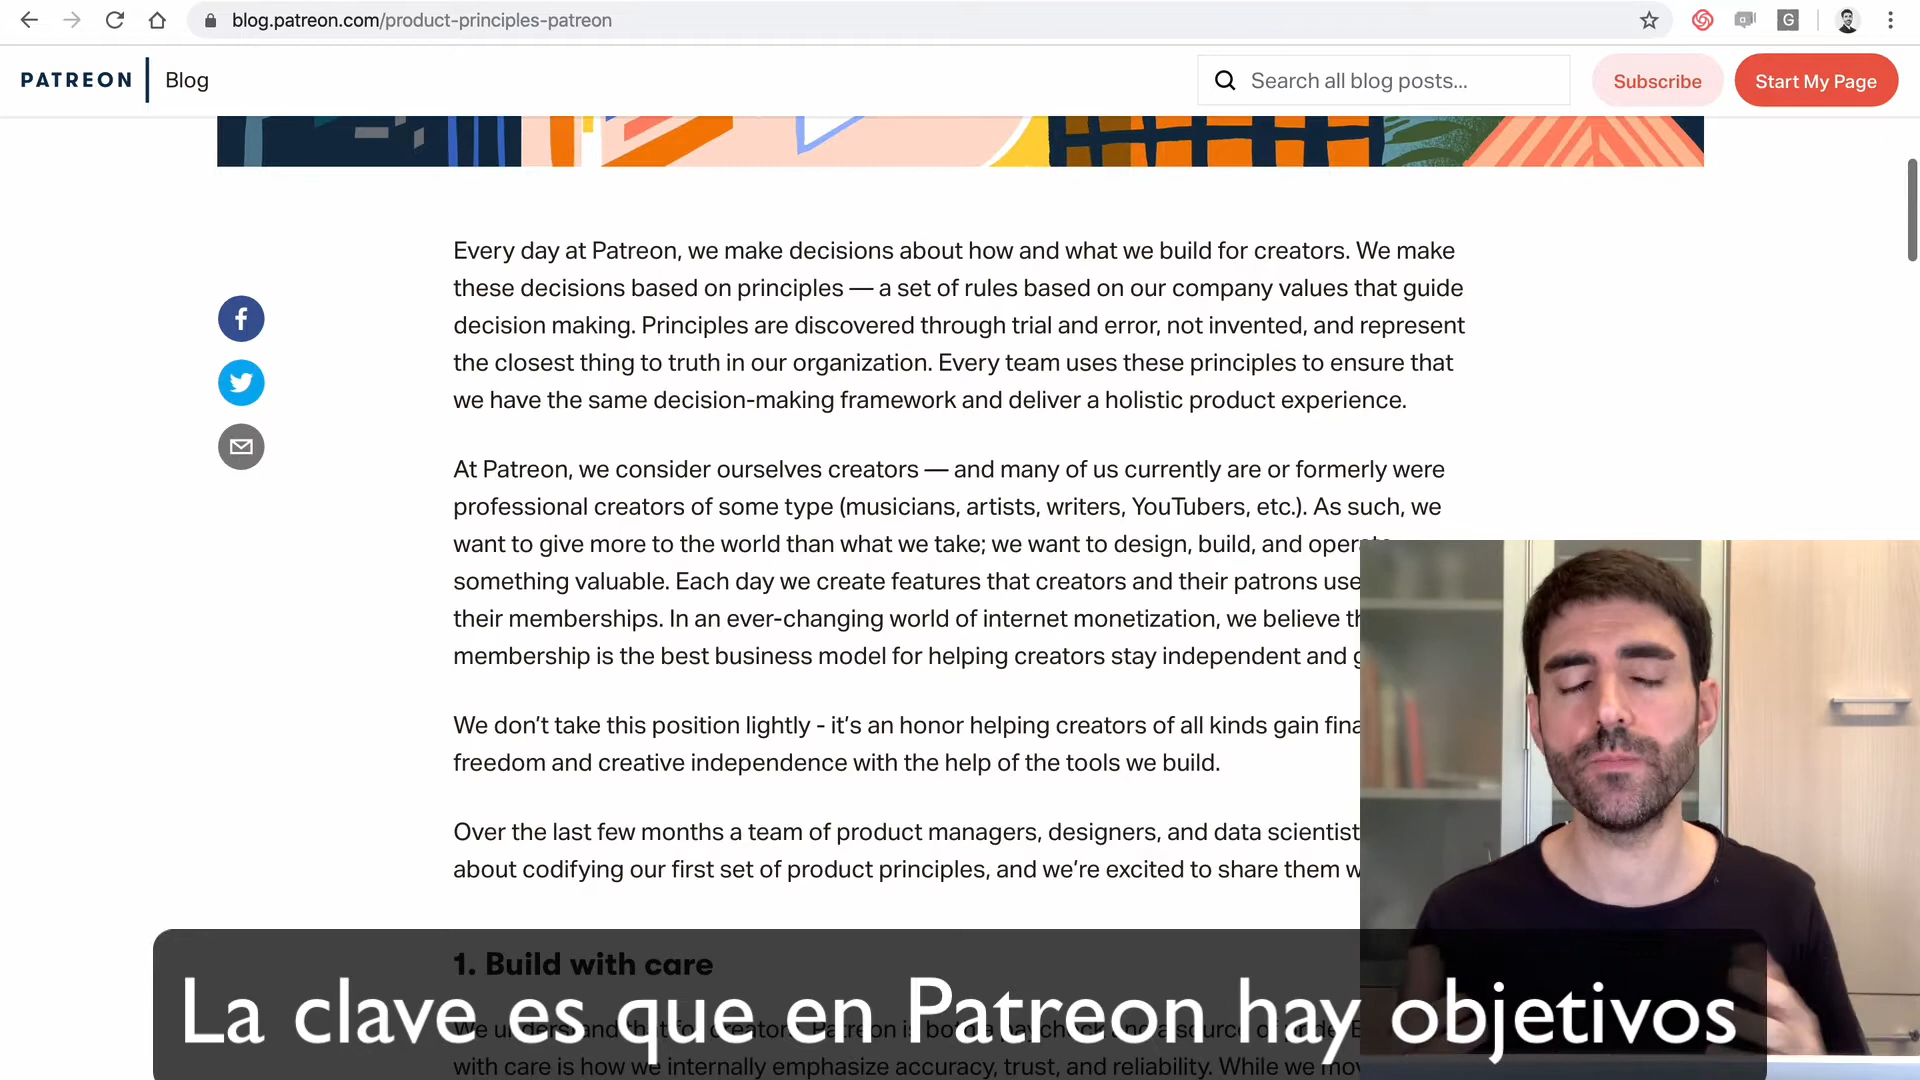 blog.patreon.com/product-principles-patreon
PATREON | Blog
Search all blog posts...
Subscribe
Start My Page
Every day at Patreon, we make decisions about how and what we build for creators. We make
these decisions based on principles — a set of rules based on our company values that guide
decision making. Principles are discovered through trial and error, not invented, and represent
the closest thing to truth in our organization. Every team uses these principles to ensure that
we have the same decision-making framework and deliver a holistic product experience.
At Patreon, we consider ourselves creators — and many of us currently are or formerly were
professional creators of some type (musicians, artists, writers, YouTubers, etc.). As such, we
want to give more to the world than what we take; we want to design, build, and operate
something valuable. Each day we create features that creators and their patrons use
their memberships. In an ever-changing world of internet monetization, we believe
membership is the best business model for helping creators stay independent and
We don’t take this position lightly - it’s an honor helping creators of all kinds gain
freedom and creative independence with the help of the tools we build.
Over the last few months a team of product managers, designers, and data
about codifying our first set of product principles, and we’re excited to share them
1. Build with care
La clave es que en Patreon hay objetivos
with care is how we internally emphasize accuracy, trust, and reliability. While we